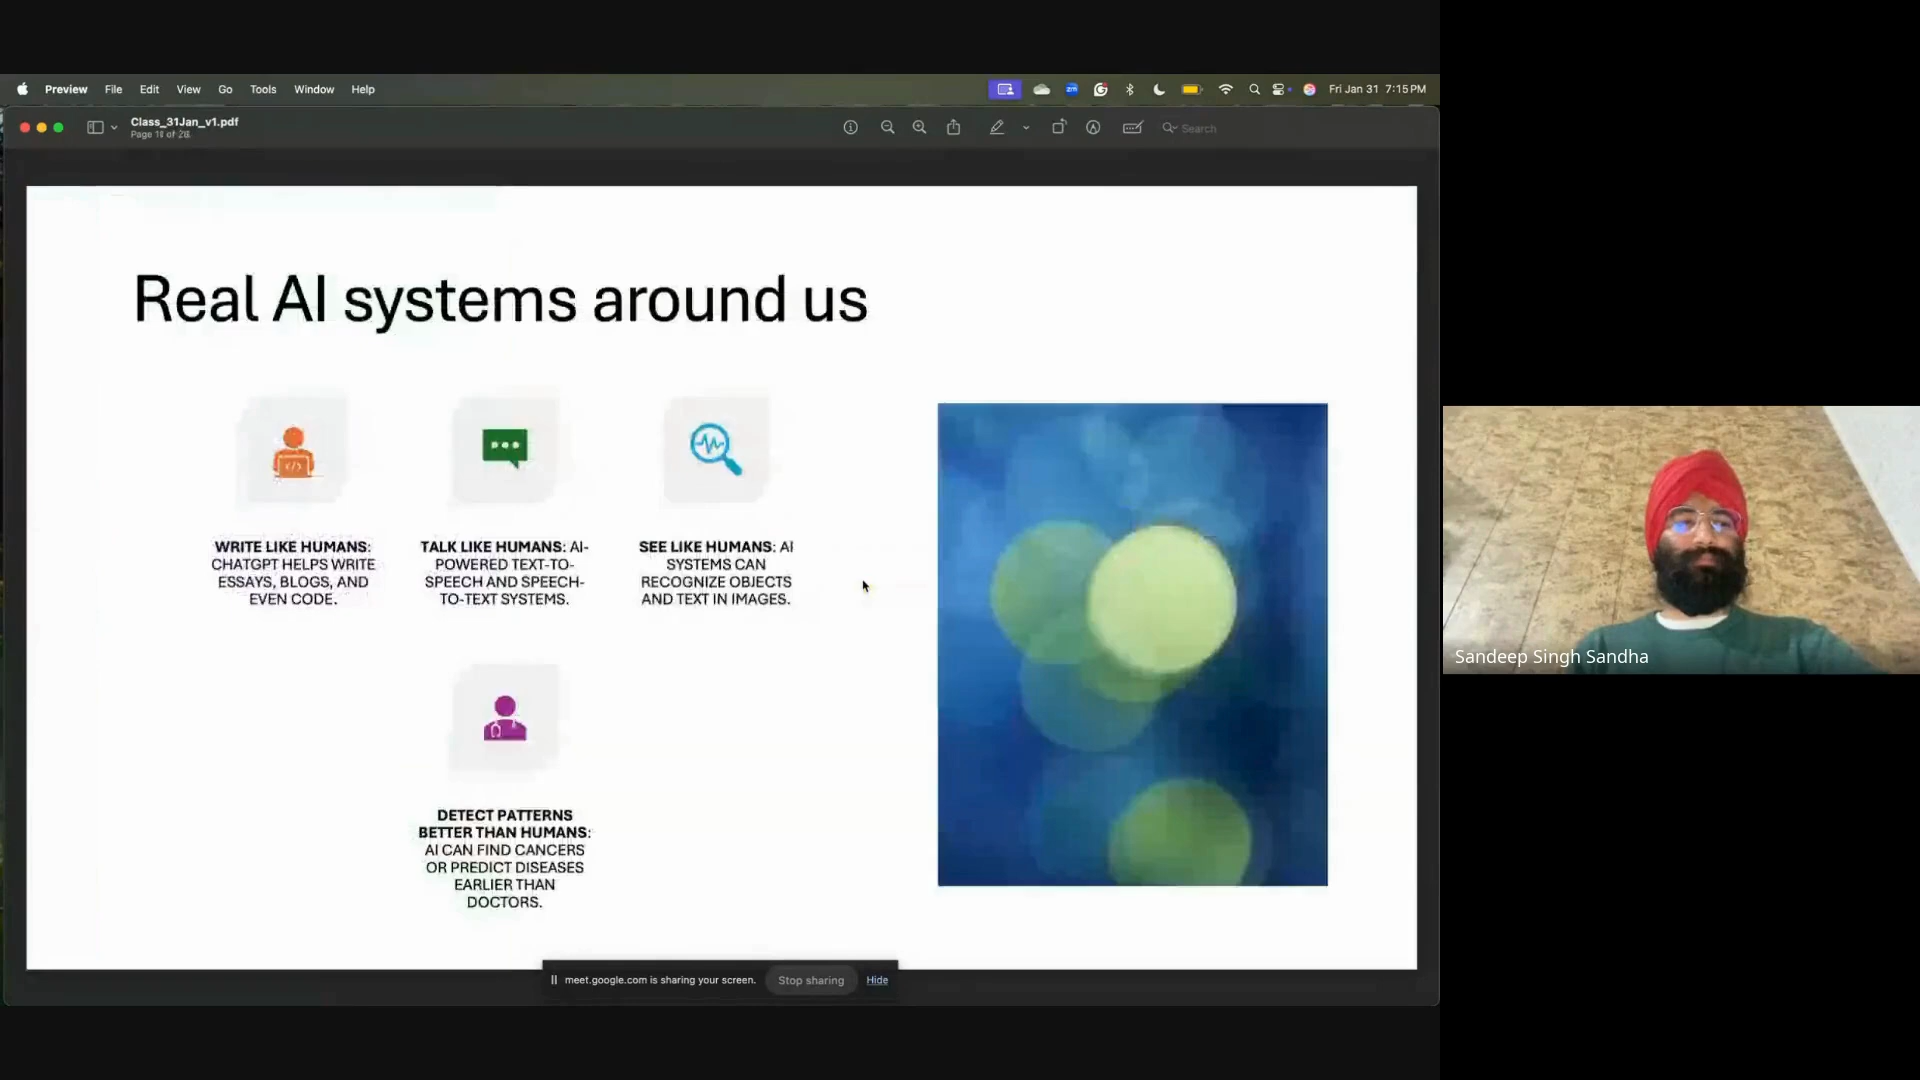 Preview File Edit View Go Tools Window Help
zm
Fri Jan 31 7:15 PM
Class_31Jan_v1.pdf
Search
Real AI systems around us
WRITE LIKE HUMANS:
CHATGPT HELPS WRITE
ESSAYS, BLOGS, AND
EVEN CODE.
TALK LIKE HUMANS: AI-
POWERED TEXT-TO-
SPEECH AND SPEECH-
TO-TEXT SYSTEMS.
SEE LIKE HUMANS: AI
SYSTEMS CAN
RECOGNIZE OBJECTS
AND TEXT IN IMAGES.
DETECT PATTERNS
BETTER THAN HUMANS:
AI CAN FIND CANCERS
OR PREDICT DISEASES
EARLIER THAN
DOCTORS.
meet.google.com is sharing your screen. Stop sharing Hide
Sandeep Singh Sandha